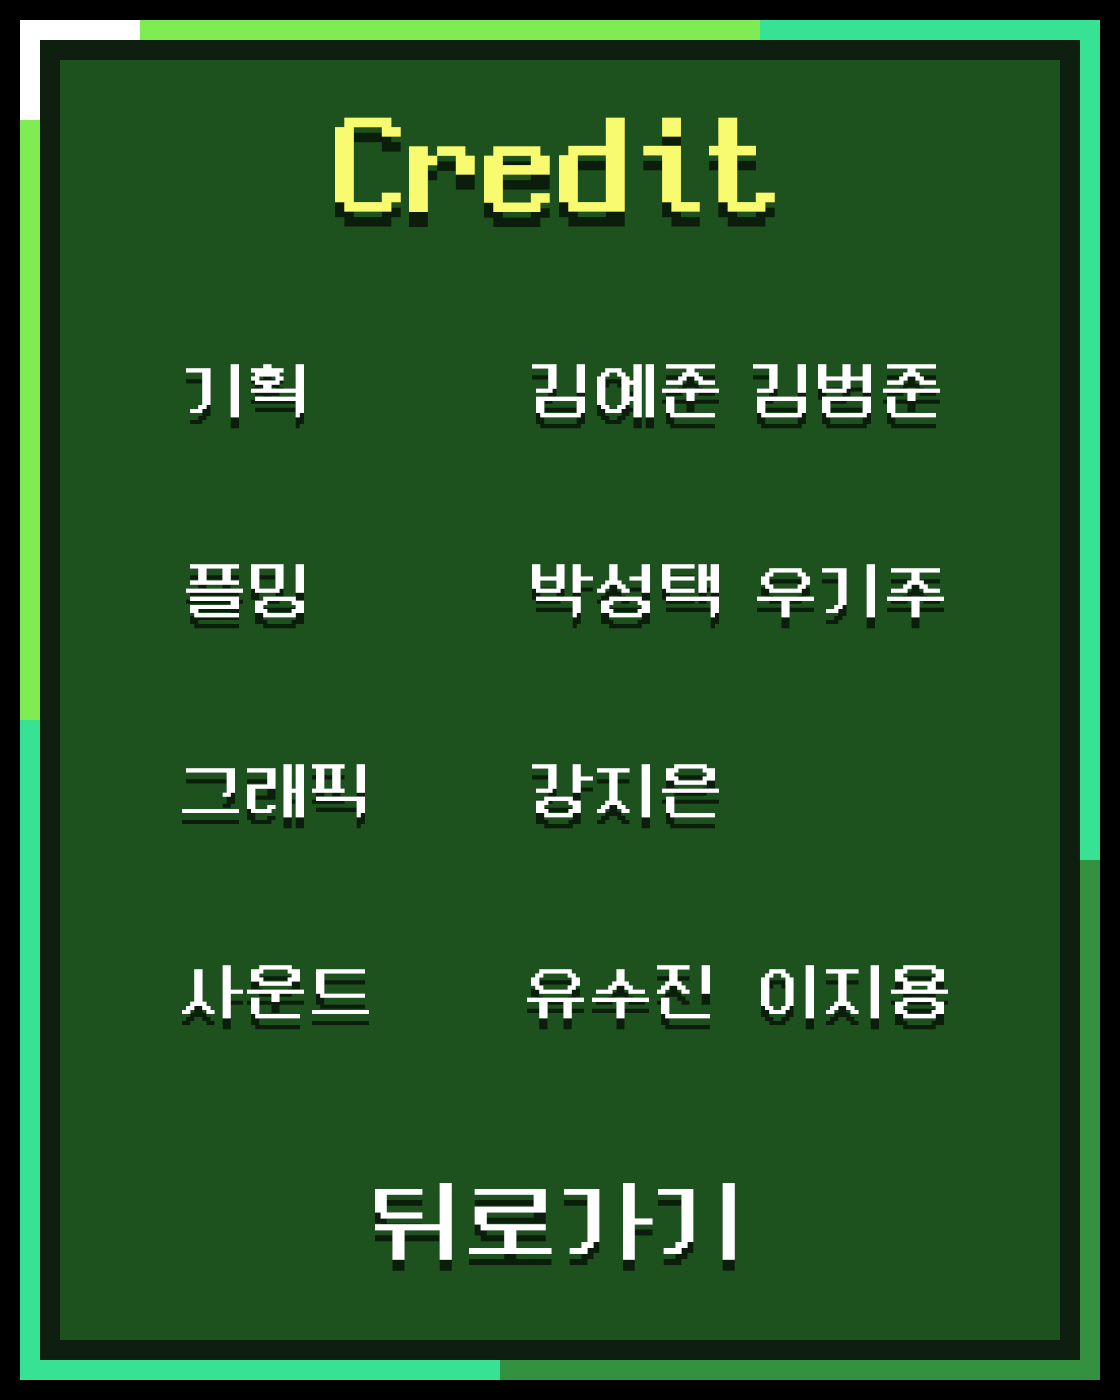 Credit
기획 김예준 김범준
플밍 박성택 우기주
그래픽 강지은
사운드 유수진 이지용
뒤로가기